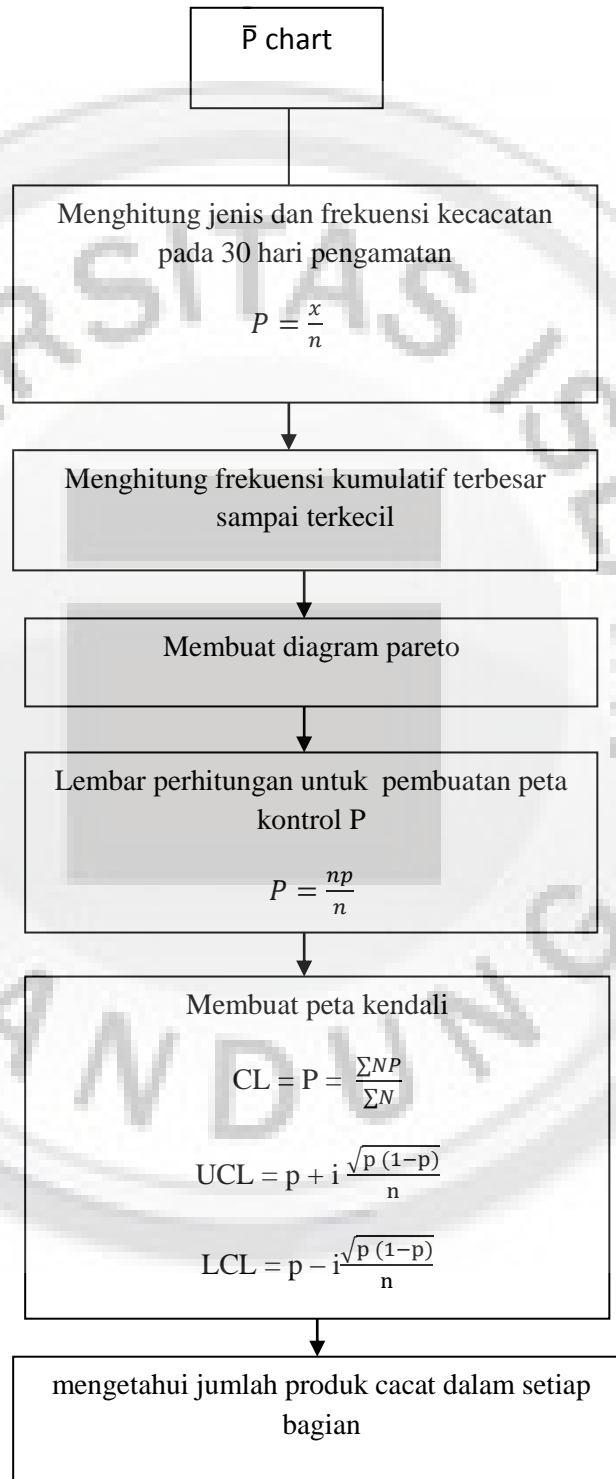 P̄ chart
Menghitung jenis dan frekuensi kecacatan
pada 30 hari pengamatan
P = x/n
Menghitung frekuensi kumulatif terbesar
sampai terkecil
Membuat diagram pareto
Lembar perhitungan untuk pembuatan peta
kontrol P
P = np/n
Membuat peta kendali
CL = P = ∑NP/∑N
UCL = p + i √p (1−p)/n
LCL = p – i √p (1−p)/n
mengetahui jumlah produk cacat dalam setiap
bagian